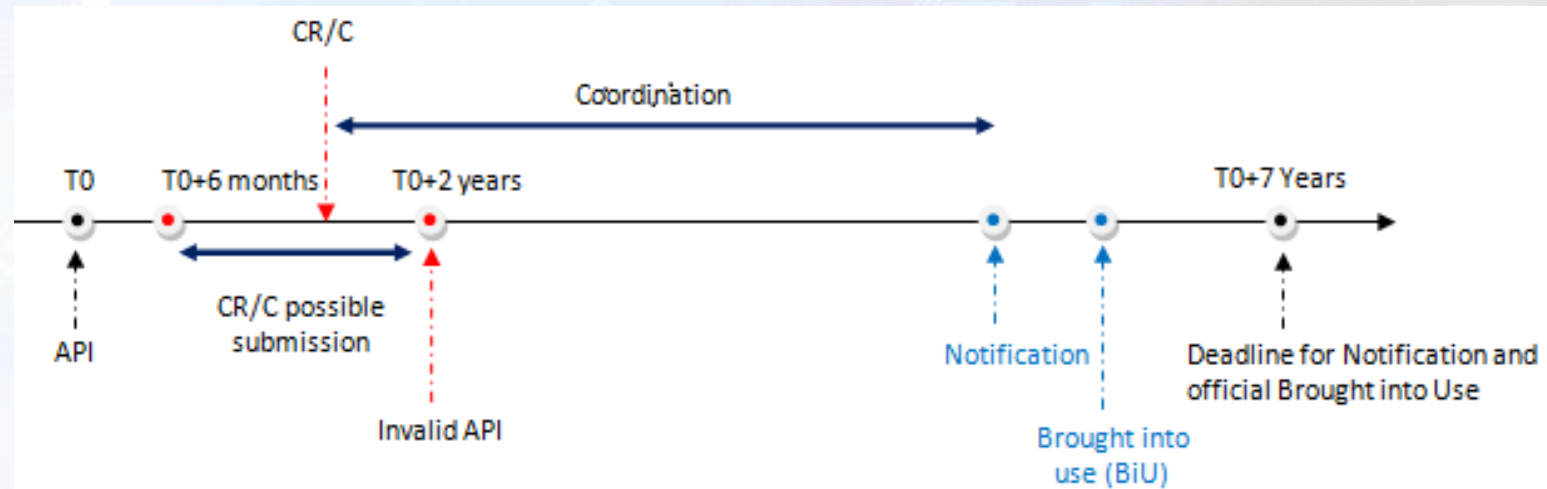 CR/C
Coordination
T0
T0+6 months
T0+2 years
T0+7 Years
API
CR/C possible
submission
Invalid API
Notification
Brought into
use (BiU)
Deadline for Notification and
official Brought into Use